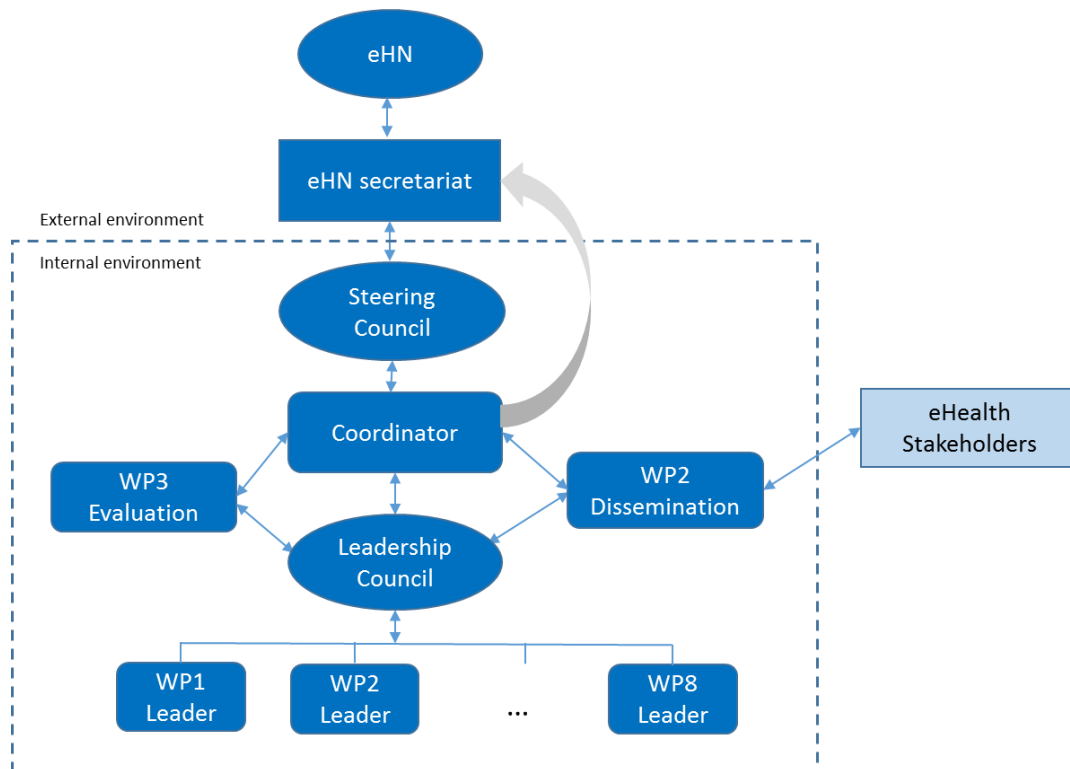 eHN
eHN secretariat
External environment
Internal environment
Steering
Council
Coordinator
eHealth
Stakeholders
WP3
Evaluation
WP2
Dissemination
Leadership
Council
WP1
Leader
WP2
Leader
...
WP8
Leader